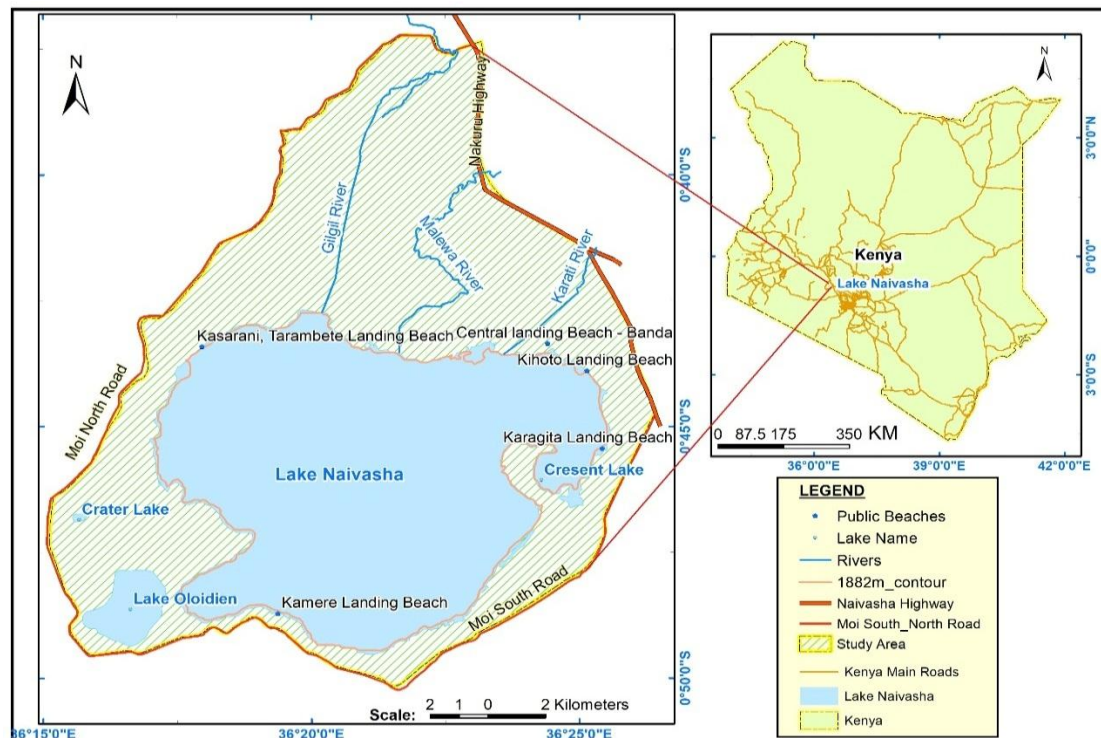 N
Nakuru Highway
Gilgil River
Malewa River
Karati River
Kasarani, Tarambete Landing Beach
Central landing Beach - Banda
Kihoto Landing Beach
Moi North Road
Karagita Landing Beach
Lake Naivasha
Cresent Lake
Crater Lake
Lake Oloidien
Kamere Landing Beach
Moi South Road
Scale: 2 1 0 2 Kilometers
36°15'0"E
36°20'0"E
36°25'0"E
0°40'0"S
0°45'0"S
0°50'0"S
N
Kenya
Lake Naivasha
0 87.5 175 350 KM
3°0'0"N
0°0'0"
3°0'0"S
36°0'0"E
39°0'0"E
42°0'0"E
LEGEND
Public Beaches
Lake Name
Rivers
1882m_contour
Naivasha Highway
Moi South_North Road
Study Area
Kenya Main Roads
Lake Naivasha
Kenya